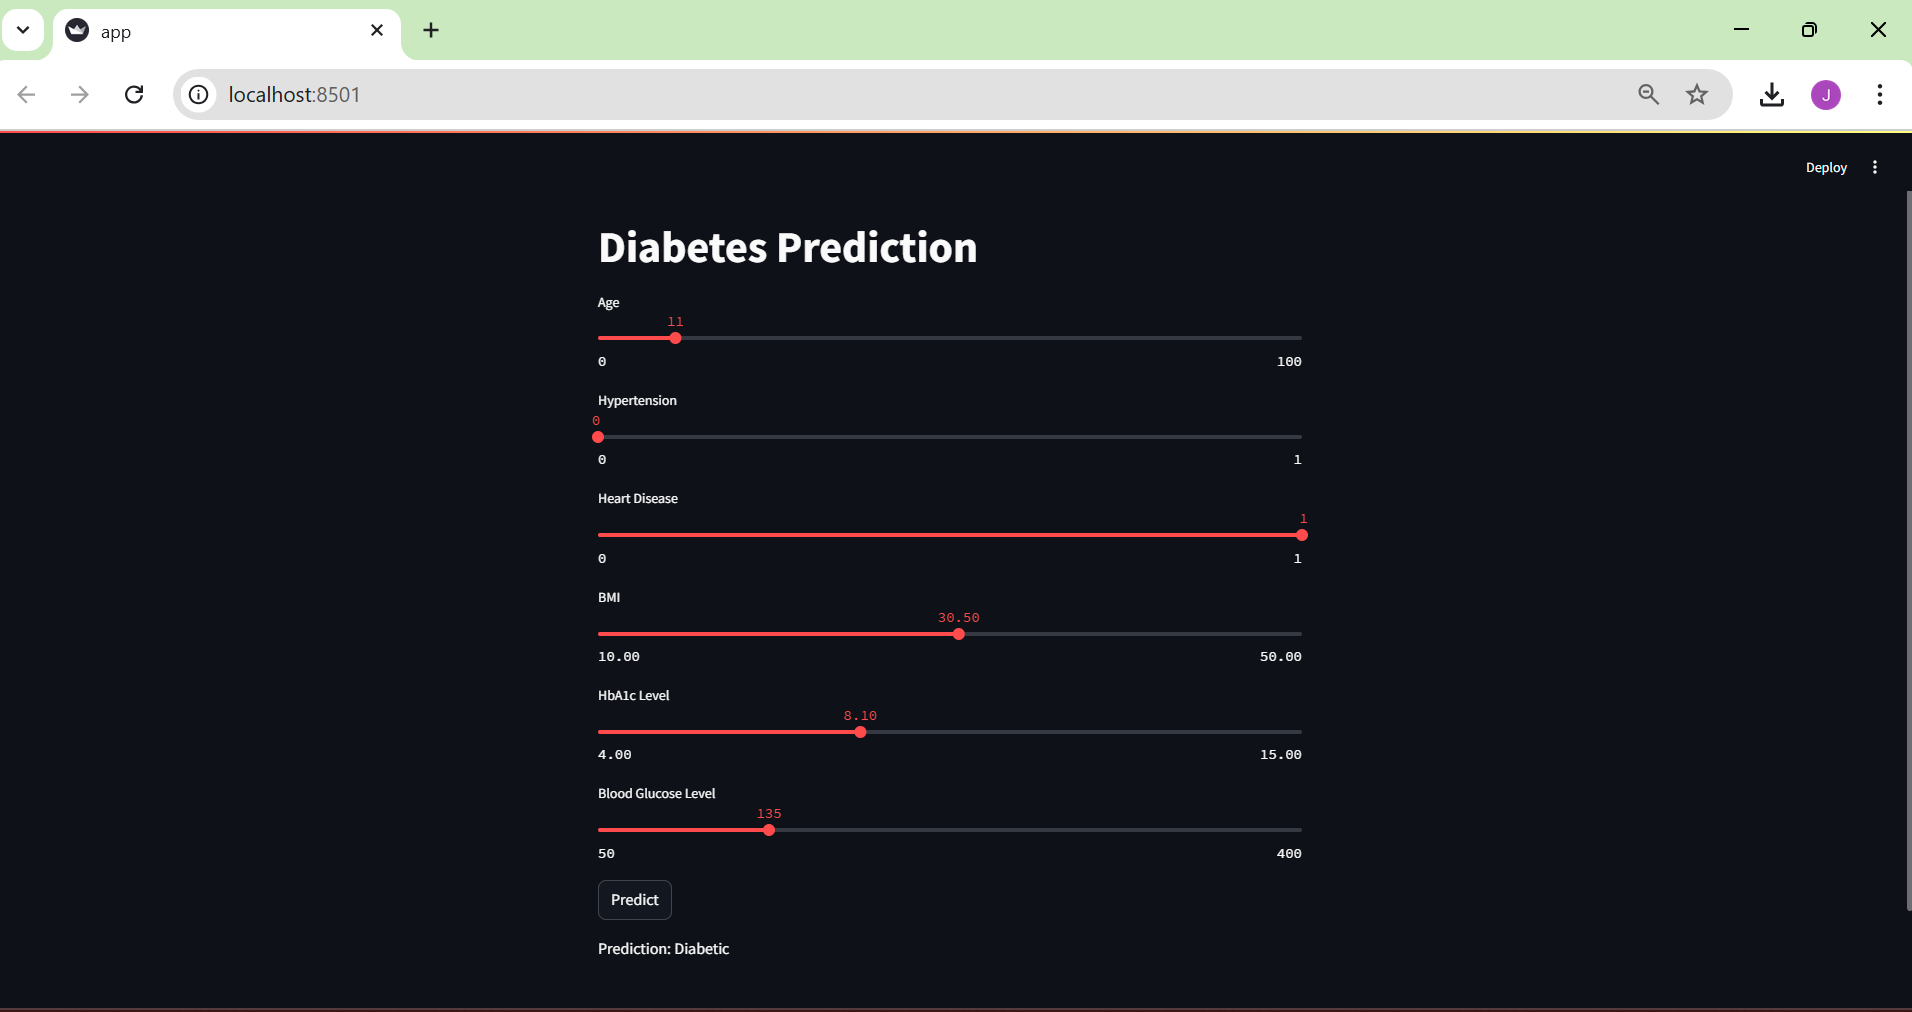 app
localhost:8501
J
Deploy
Diabetes Prediction
Age
11
0 100
Hypertension
0
0 1
Heart Disease
1
0 1
BMI
30.50
10.00 50.00
HbA1c Level
8.10
4.00 15.00
Blood Glucose Level
135
50 400
Predict
Prediction: Diabetic